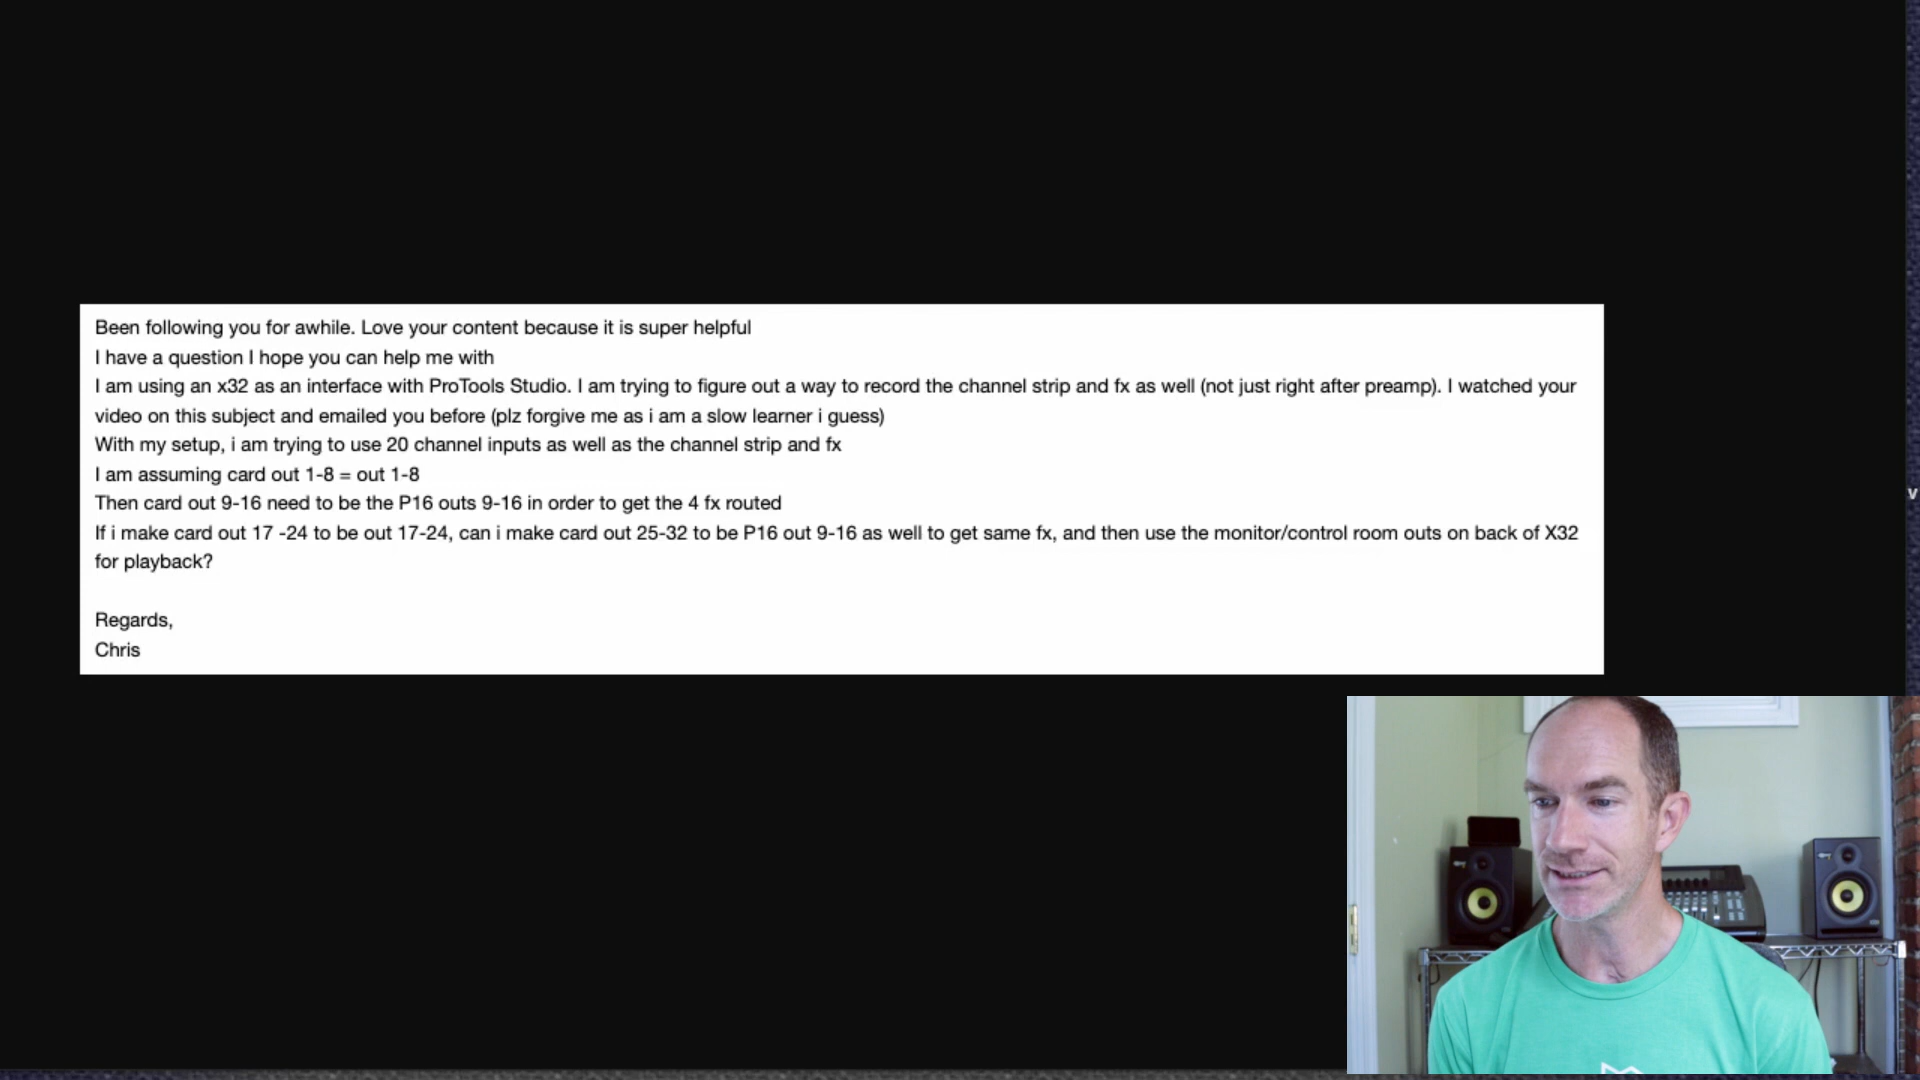 Been following you for awhile. Love your content because it is super helpful
I have a question I hope you can help me with
I am using an x32 as an interface with ProTools Studio. I am trying to figure out a way to record the channel strip and fx as well (not just right after preamp). I watched your
video on this subject and emailed you before (plz forgive me as i am a slow learner i guess)
With my setup, i am trying to use 20 channel inputs as well as the channel strip and fx
I am assuming card out 1-8 = out 1-8
Then card out 9-16 need to be the P16 outs 9-16 in order to get the 4 fx routed
If i make card out 17 -24 to be out 17-24, can i make card out 25-32 to be P16 out 9-16 as well to get same fx, and then use the monitor/control room outs on back of X32
for playback?
Regards,
Chris
v